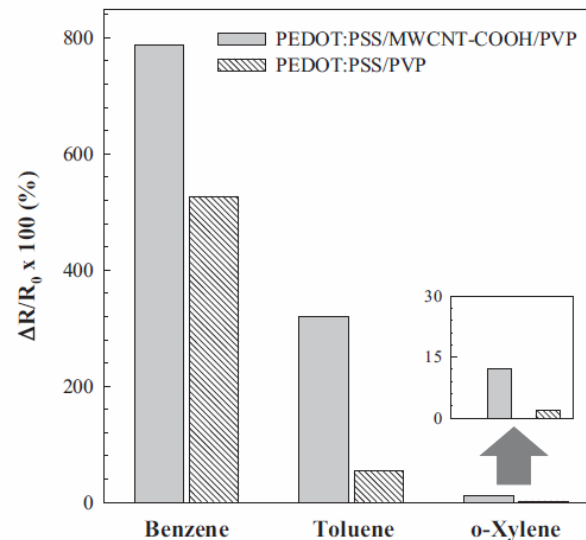 PEDOT:PSS/MWCNT-COOH/PVP
PEDOT:PSS/PVP
ΔR/R₀ x 100 (%)
800
600
400
200
0
30
15
0
Benzene Toluene o-Xylene